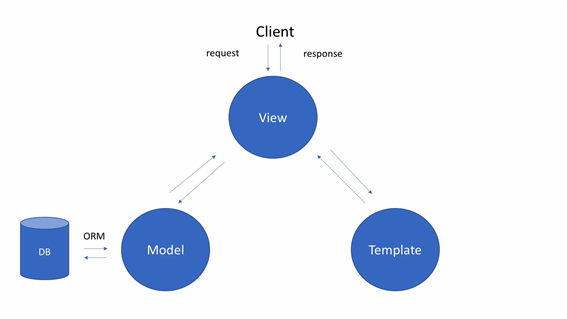 Client
request
response
View
ORM
DB
Model
Template